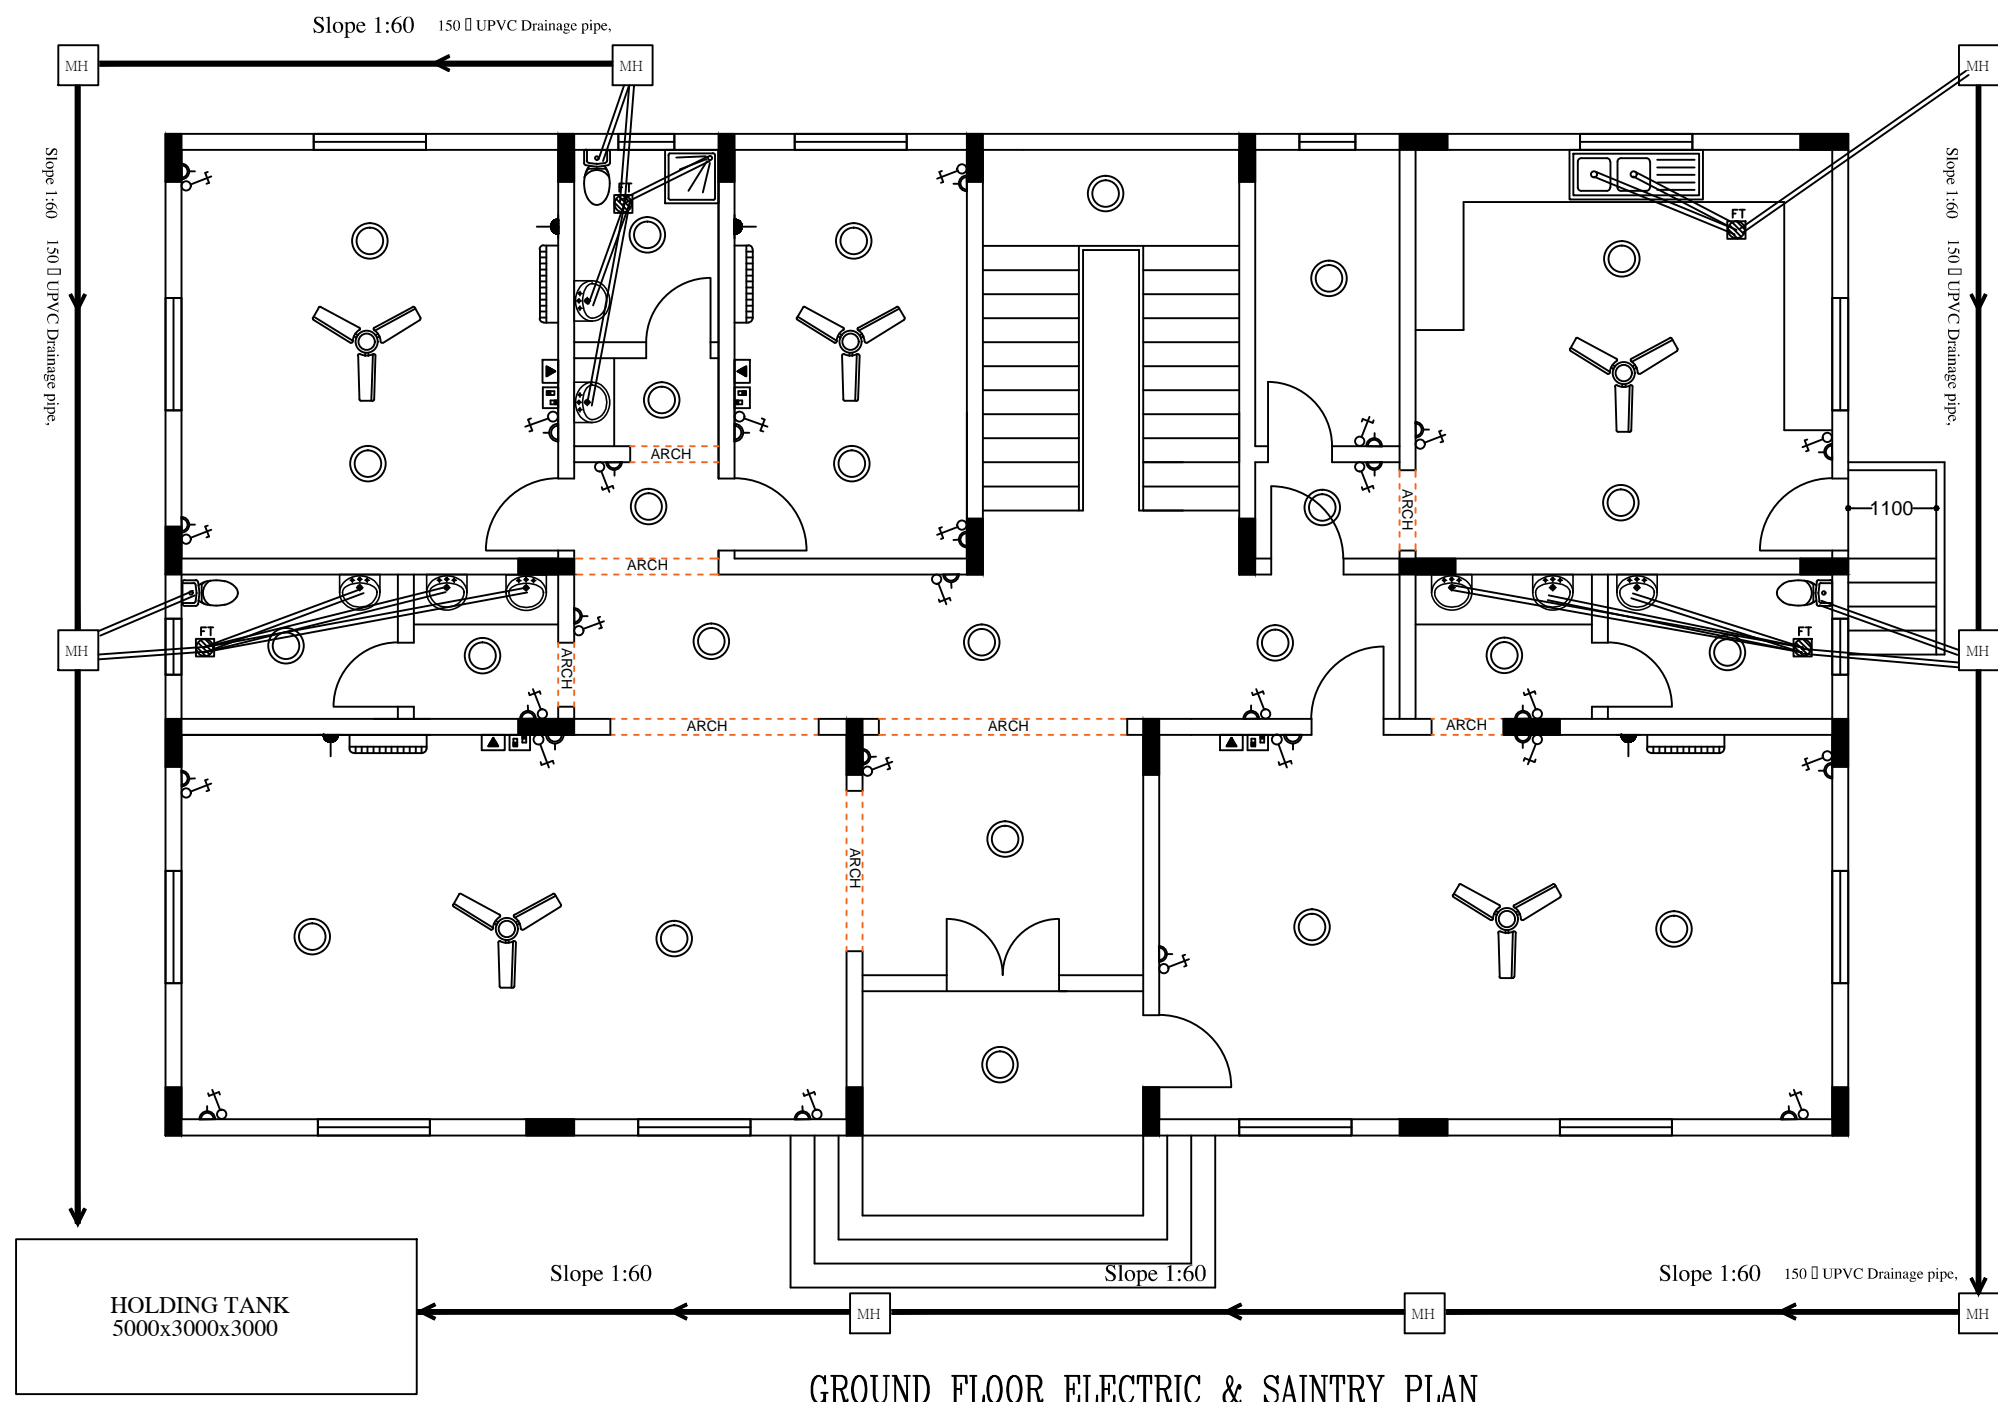 Slope 1:60 150 ▯ UPVC Drainage pipe,
MH
MH
MH
Slope 1:60 150 ▯ UPVC Drainage pipe,
Slope 1:60 150 ▯ UPVC Drainage pipe,
FT
FT
ARCH
ARCH
1100
ARCH
FT
FT
MH
MH
ARCH
ARCH
ARCH
ARCH
ARCH
Slope 1:60
Slope 1:60
Slope 1:60 150 ▯ UPVC Drainage pipe,
HOLDING TANK
5000x3000x3000
MH
MH
MH
GROUND FLOOR ELECTRIC & SAINTRY PLAN